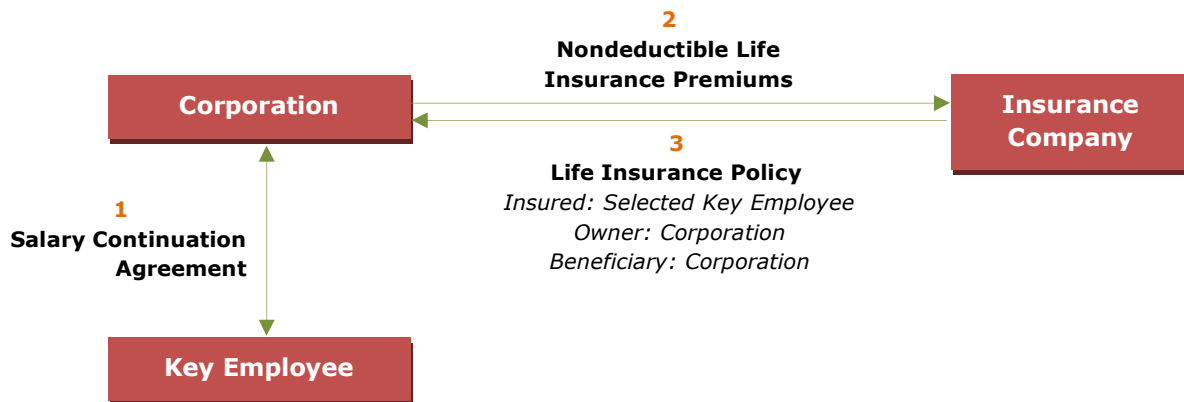 2
Nondeductible Life
Insurance Premiums
Corporation
Insurance
Company
3
Life Insurance Policy
Insured: Selected Key Employee
Owner: Corporation
Beneficiary: Corporation
1
Salary Continuation
Agreement
Key Employee